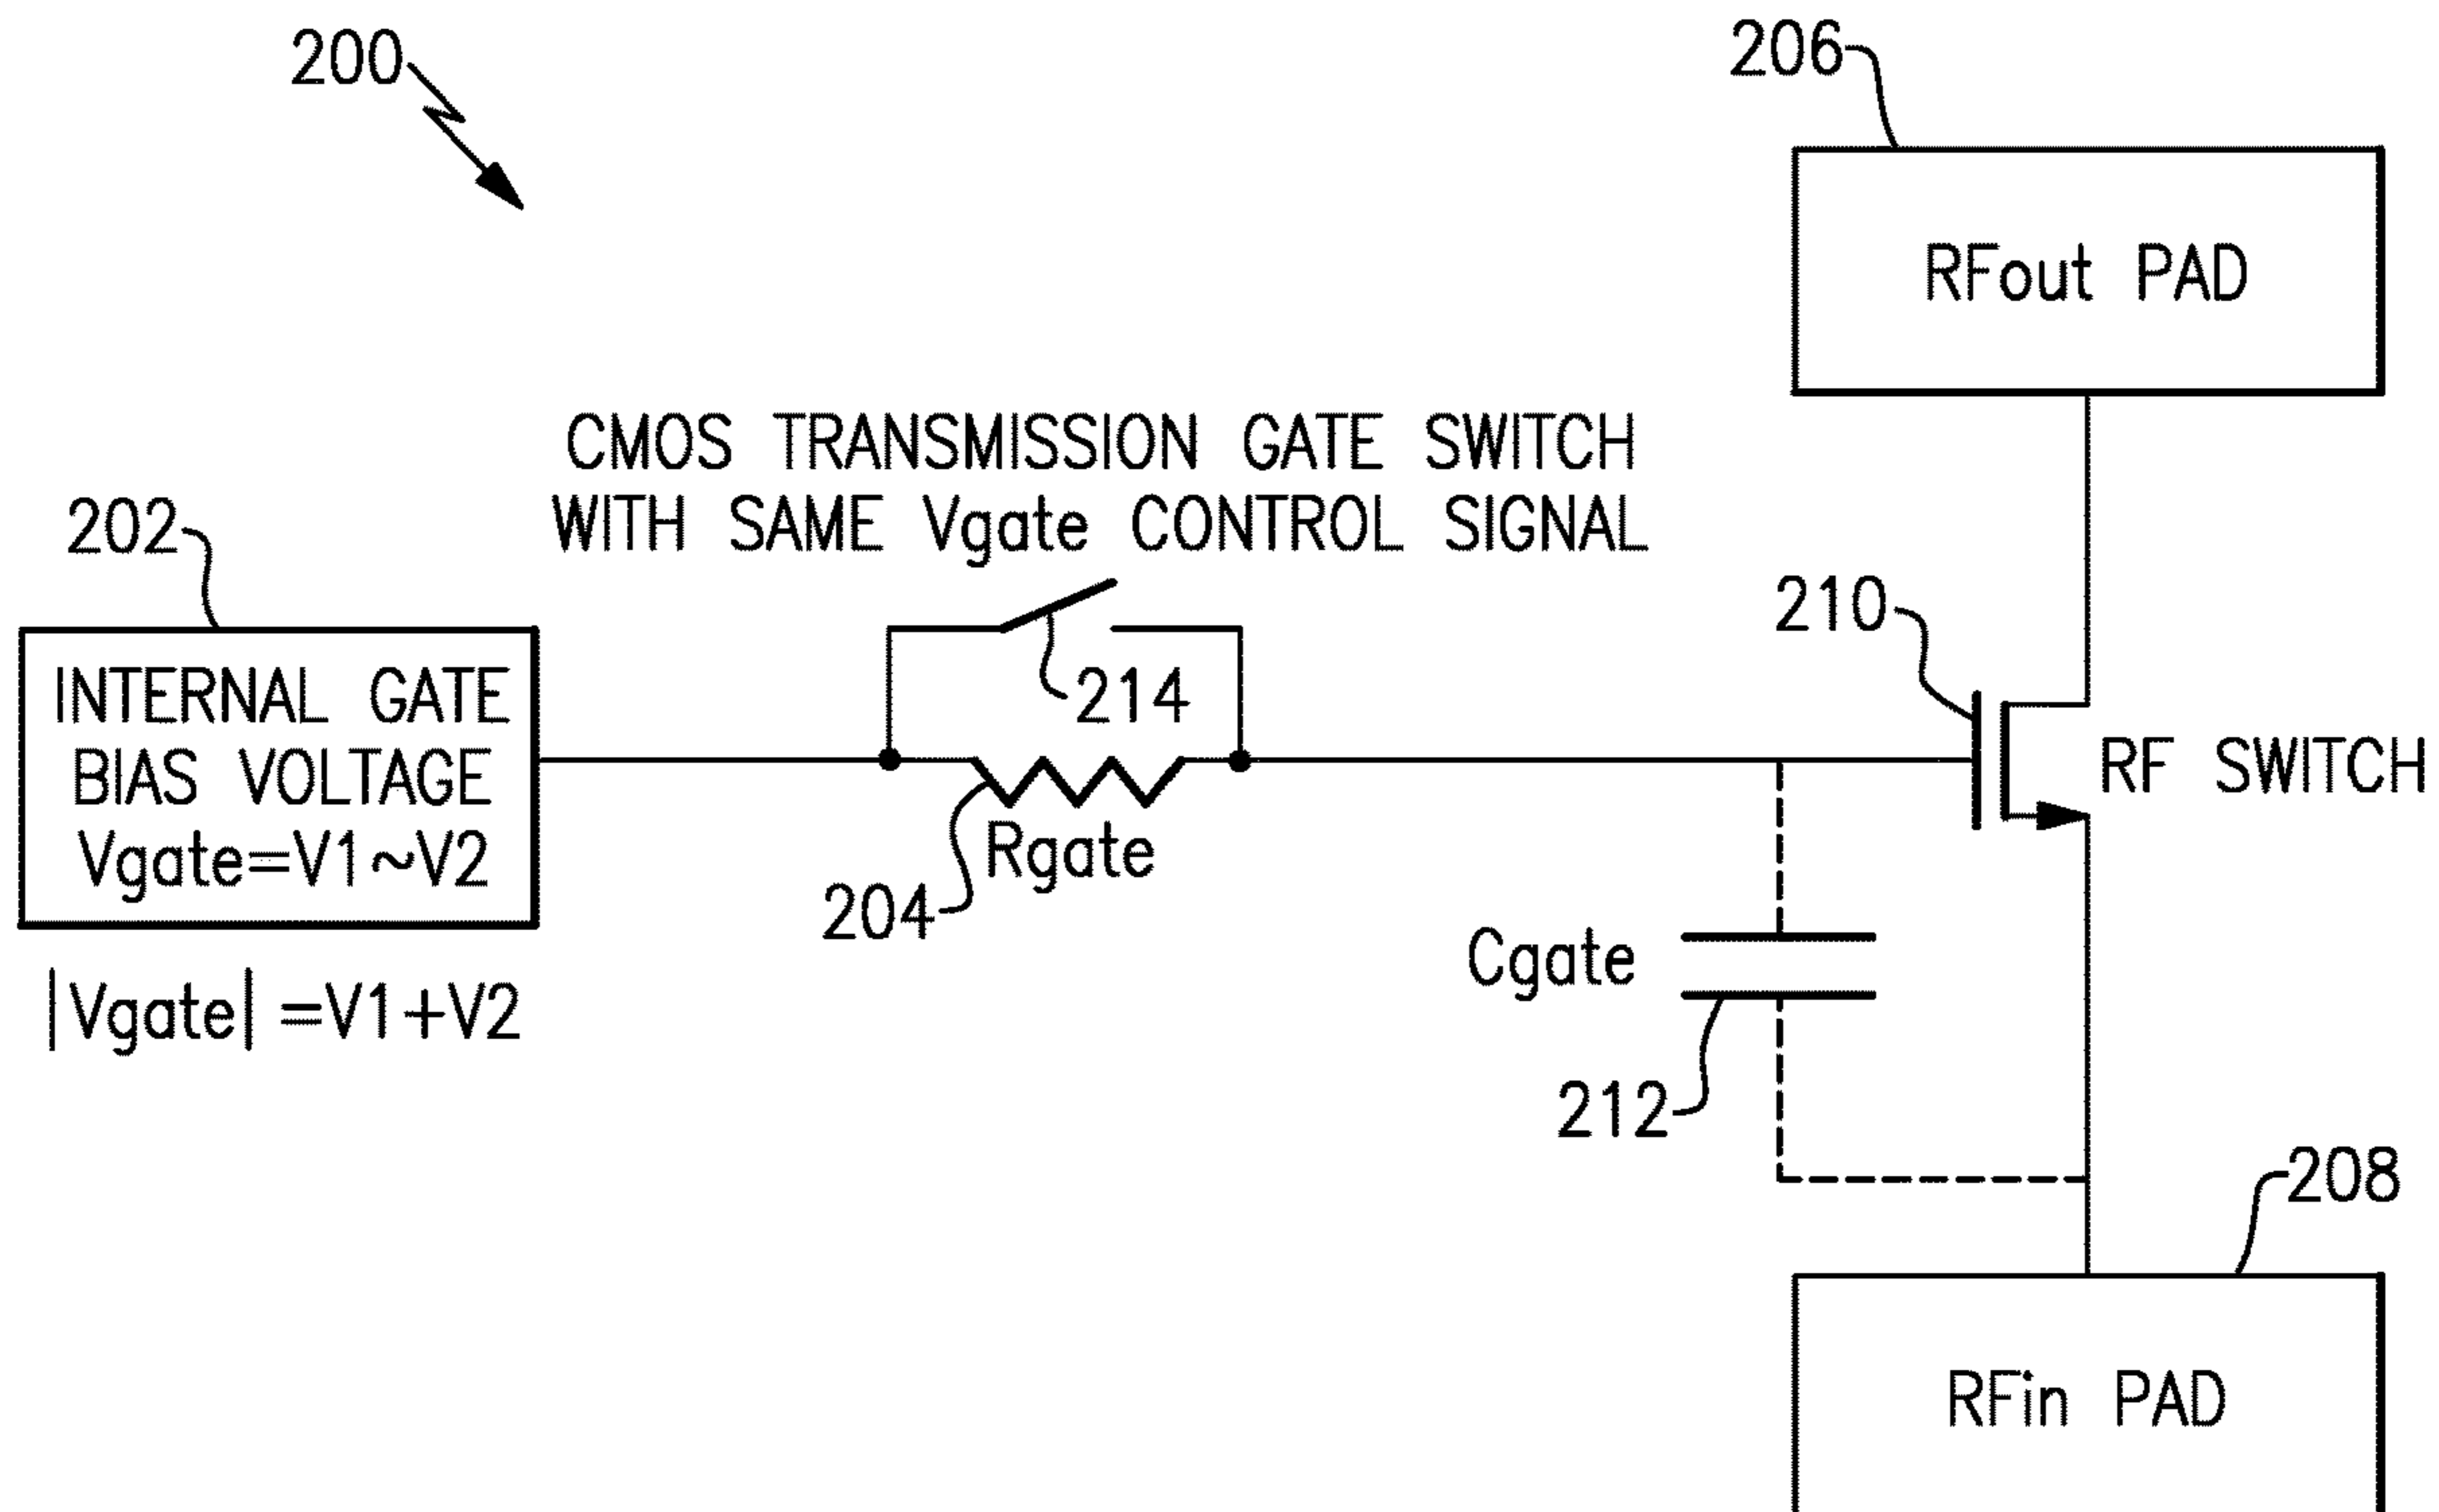 200
206
RFout PAD
CMOS TRANSMISSION GATE SWITCH
WITH SAME Vgate CONTROL SIGNAL
202
INTERNAL GATE
BIAS VOLTAGE
Vgate=V1~V2
|Vgate| =V1+V2
214
204
Rgate
210
RF SWITCH
Cgate
212
208
RFin PAD